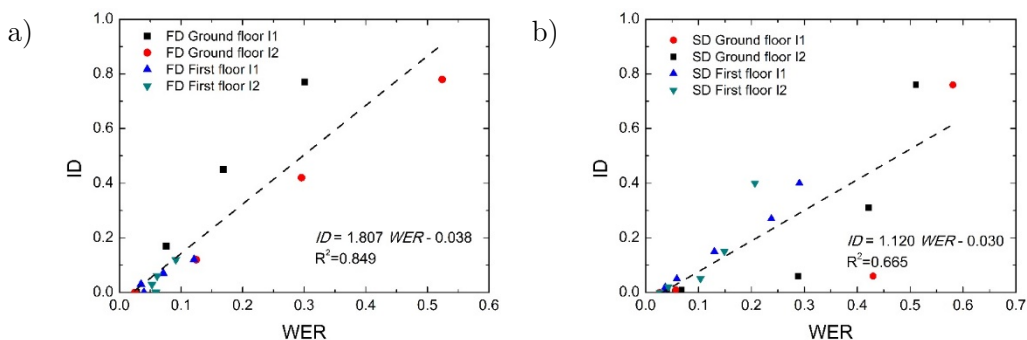 a)
1.0
0.8
0.6
0.4
0.2
0.0
ID
FD Ground floor I1
FD Ground floor I2
FD First floor I1
FD First floor I2
ID = 1.807 WER - 0.038
R²=0.849
0.0 0.1 0.2 0.3 0.4 0.5 0.6
WER
b)
1.0
0.8
0.6
0.4
0.2
0.0
ID
SD Ground floor I1
SD Ground floor I2
SD First floor I1
SD First floor I2
ID = 1.120 WER - 0.030
R²=0.665
0.0 0.1 0.2 0.3 0.4 0.5 0.6 0.7
WER